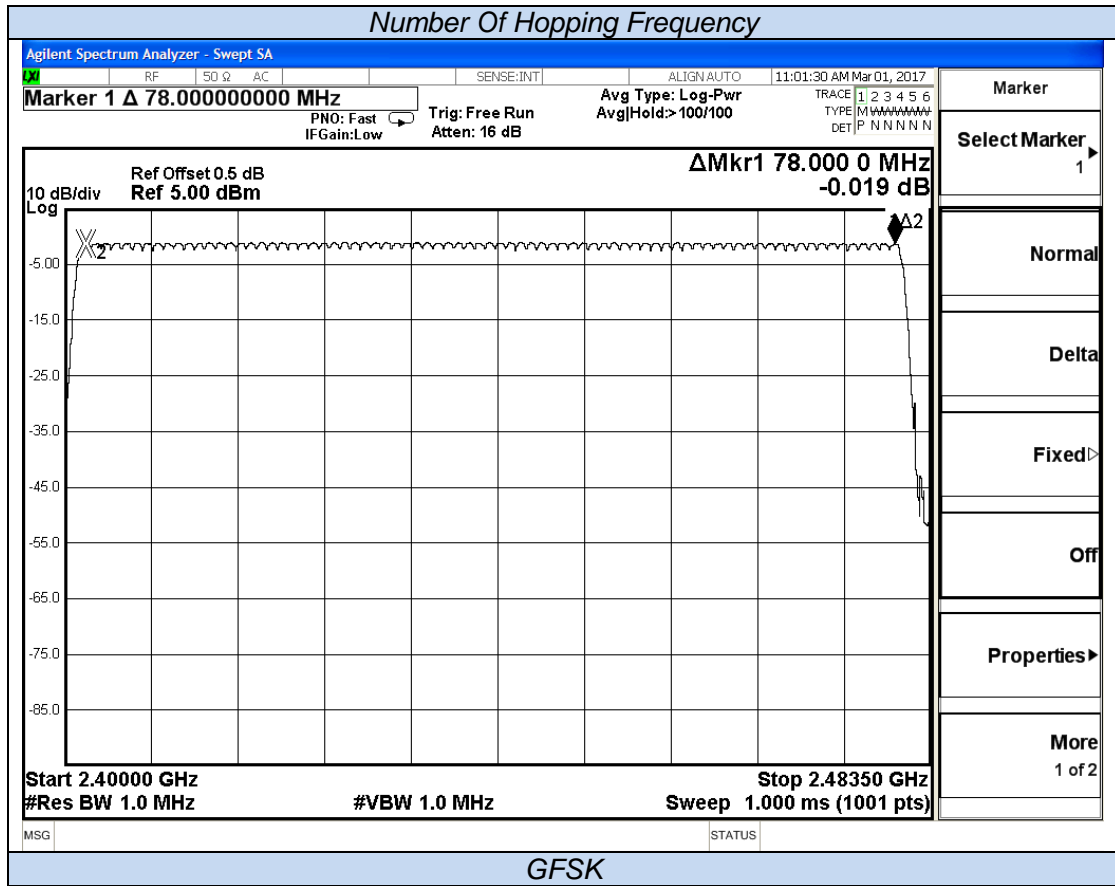 Number Of Hopping Frequency
Agilent Spectrum Analyzer - Swept SA
LXI RF 50 Ω AC SENSE:INT ALIGN AUTO 11:01:30 AM Mar 01, 2017
Marker 1 Δ 78.000000000 MHz
PNO: Fast
IFGain:Low
Trig: Free Run
Atten: 16 dB
Avg Type: Log-Pwr
Avg|Hold:>100/100
TRACE 1 2 3 4 5 6
TYPE M
DET P N N N N N
ΔMkr1 78.000 0 MHz
-0.019 dB
Ref Offset 0.5 dB
10 dB/div Ref 5.00 dBm
Log
2
Δ2
-5.00
-15.0
-25.0
-35.0
-45.0
-55.0
-65.0
-75.0
-85.0
Start 2.40000 GHz Stop 2.48350 GHz
#Res BW 1.0 MHz #VBW 1.0 MHz Sweep 1.000 ms (1001 pts)
MSG STATUS
Marker
Select Marker
1
Normal
Delta
Fixed
Off
Properties
More
1 of 2
GFSK